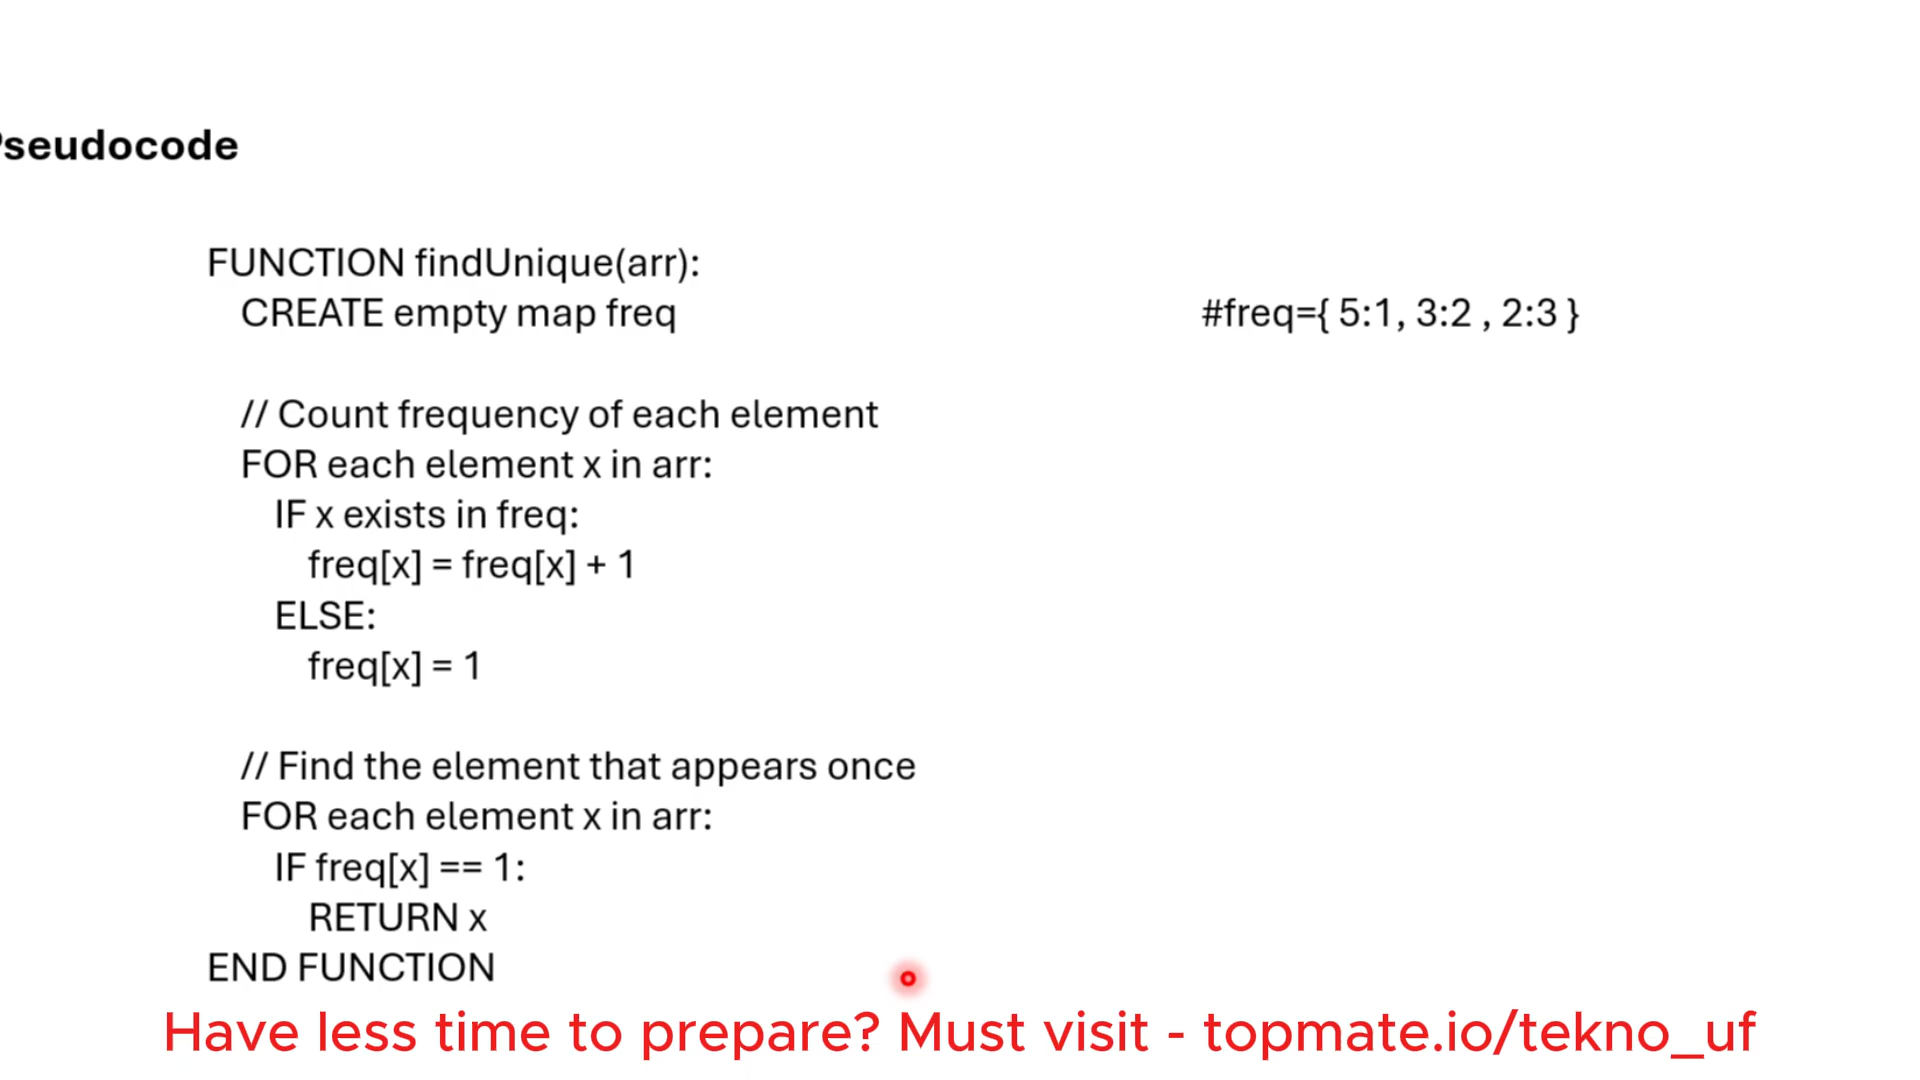 Pseudocode
FUNCTION findUnique(arr):
CREATE empty map freq
#freq={ 5:1, 3:2 , 2:3 }
// Count frequency of each element
FOR each element x in arr:
IF x exists in freq:
freq[x] = freq[x] + 1
ELSE:
freq[x] = 1
// Find the element that appears once
FOR each element x in arr:
IF freq[x] == 1:
RETURN x
END FUNCTION
Have less time to prepare? Must visit - topmate.io/tekno_uf